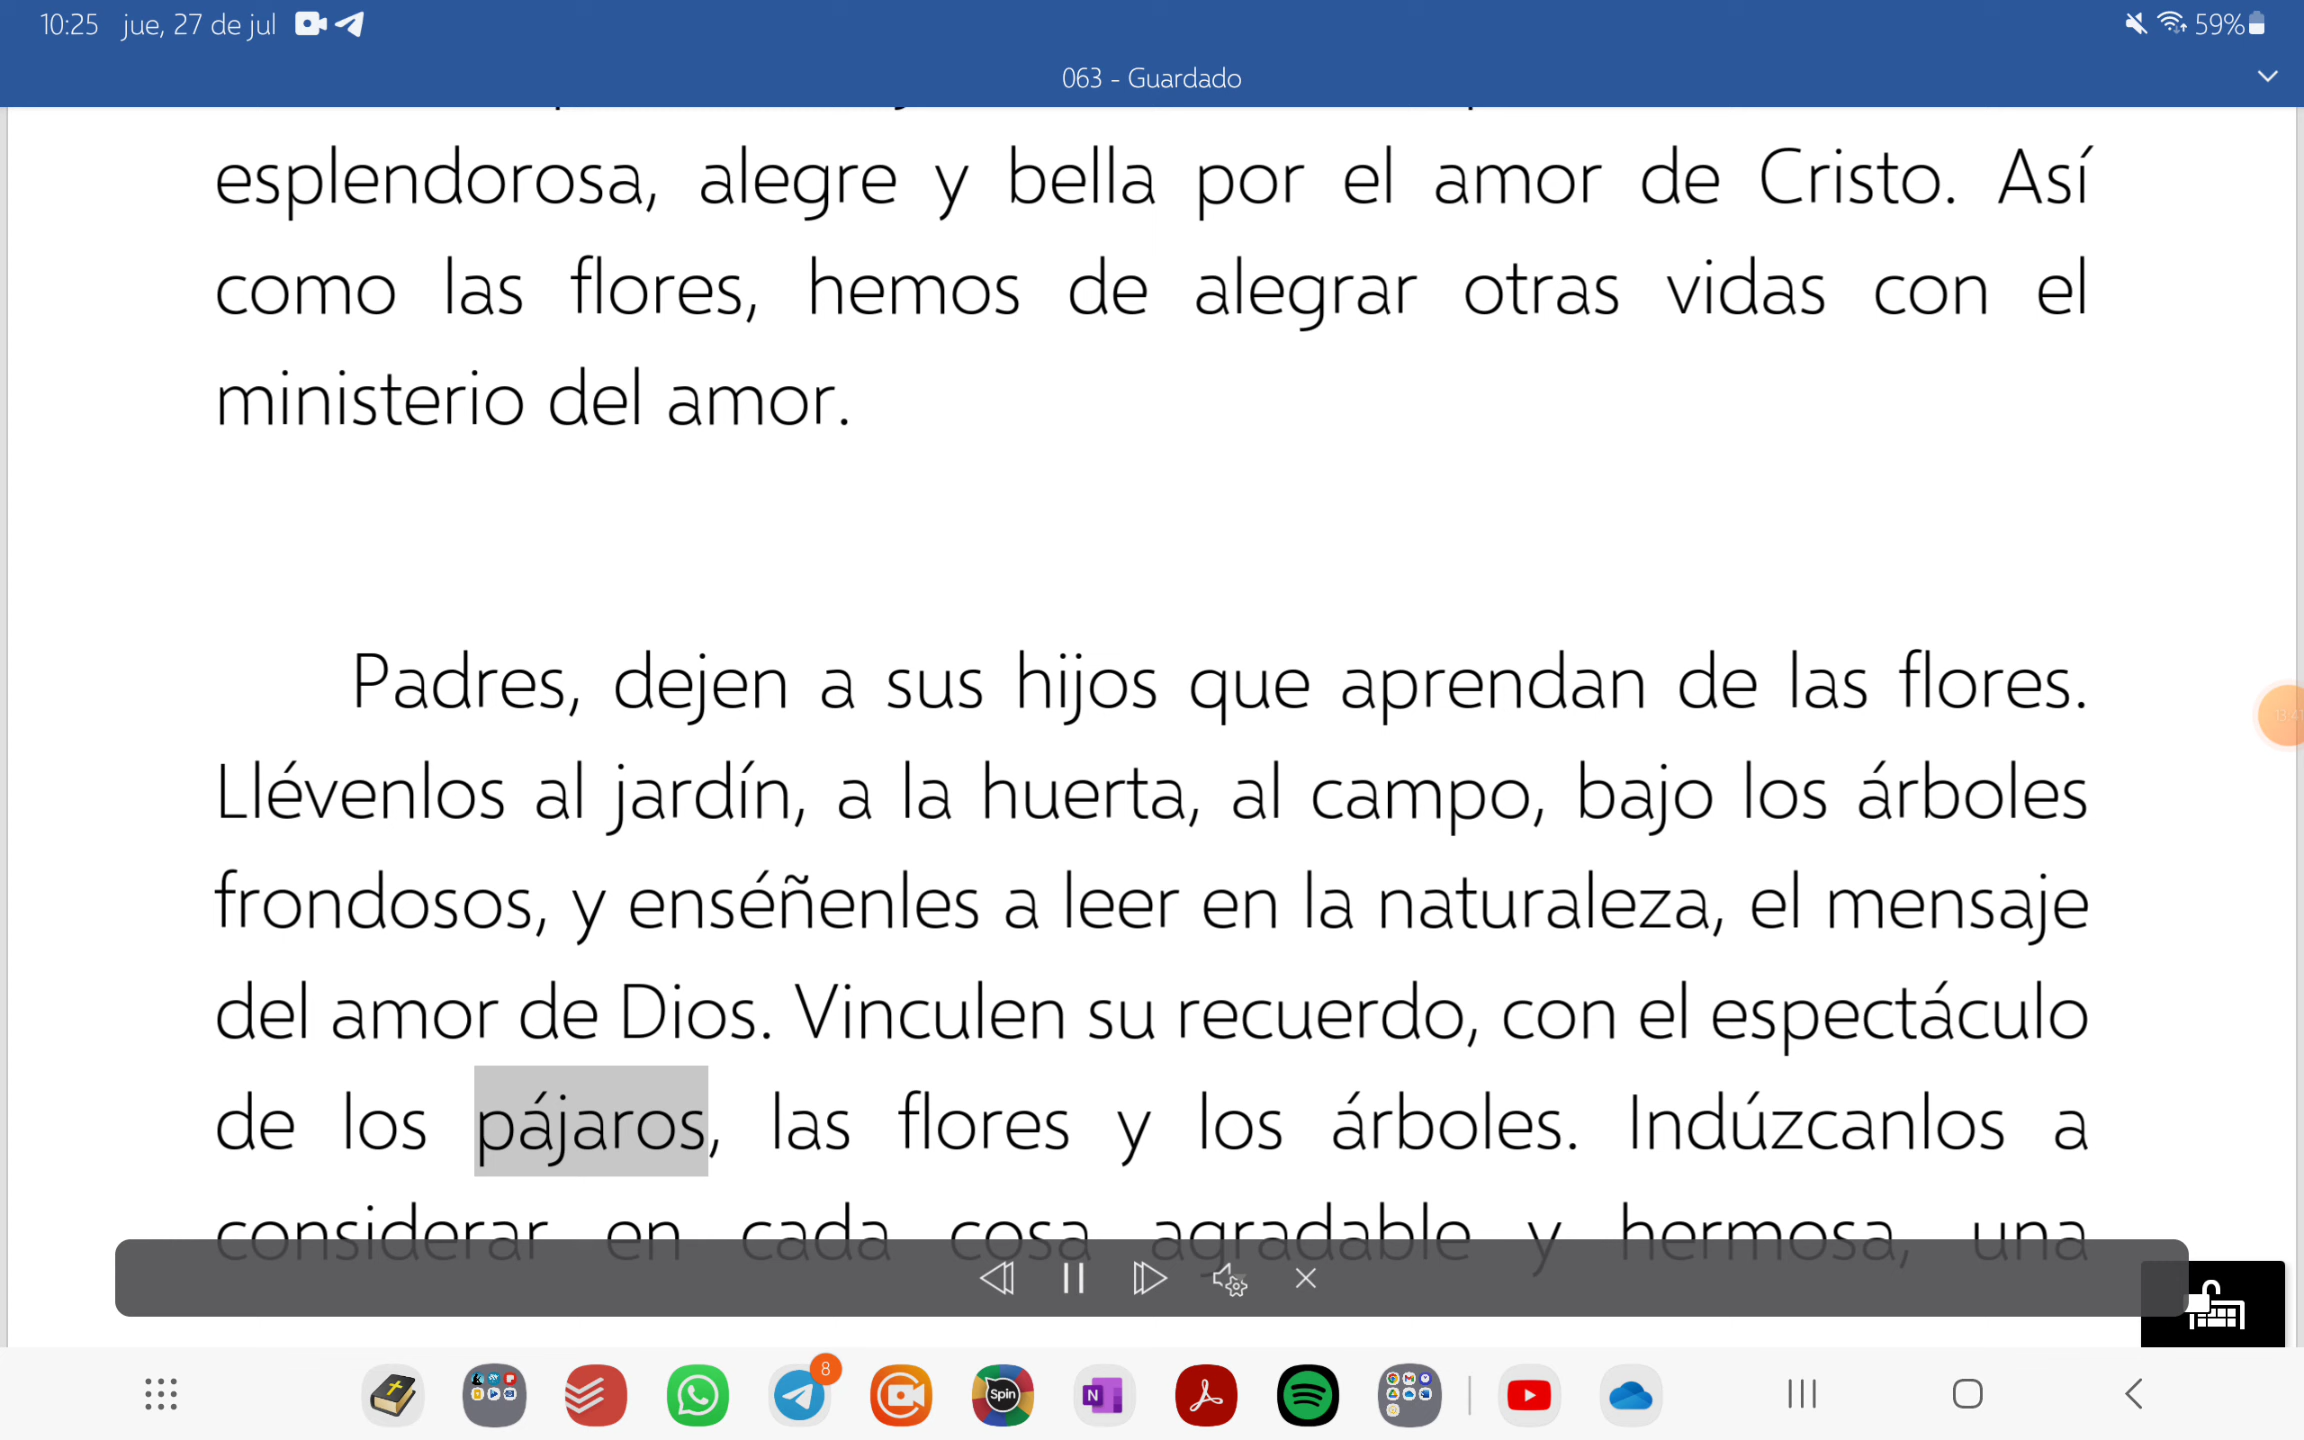 10:25 jue, 27 de jul
59%
063 - Guardado
esplendorosa, alegre y bella por el amor de Cristo. Así
como las flores, hemos de alegrar otras vidas con el
ministerio del amor.
Padres, dejen a sus hijos que aprendan de las flores.
Llévenlos al jardín, a la huerta, al campo, bajo los árboles
frondosos, y enséñenles a leer en la naturaleza, el mensaje
del amor de Dios. Vinculen su recuerdo, con el espectáculo
de los pájaros, las flores y los árboles. Indúzcanlos a
considerar en cada cosa agradable y hermosa, una
8
Spin
N